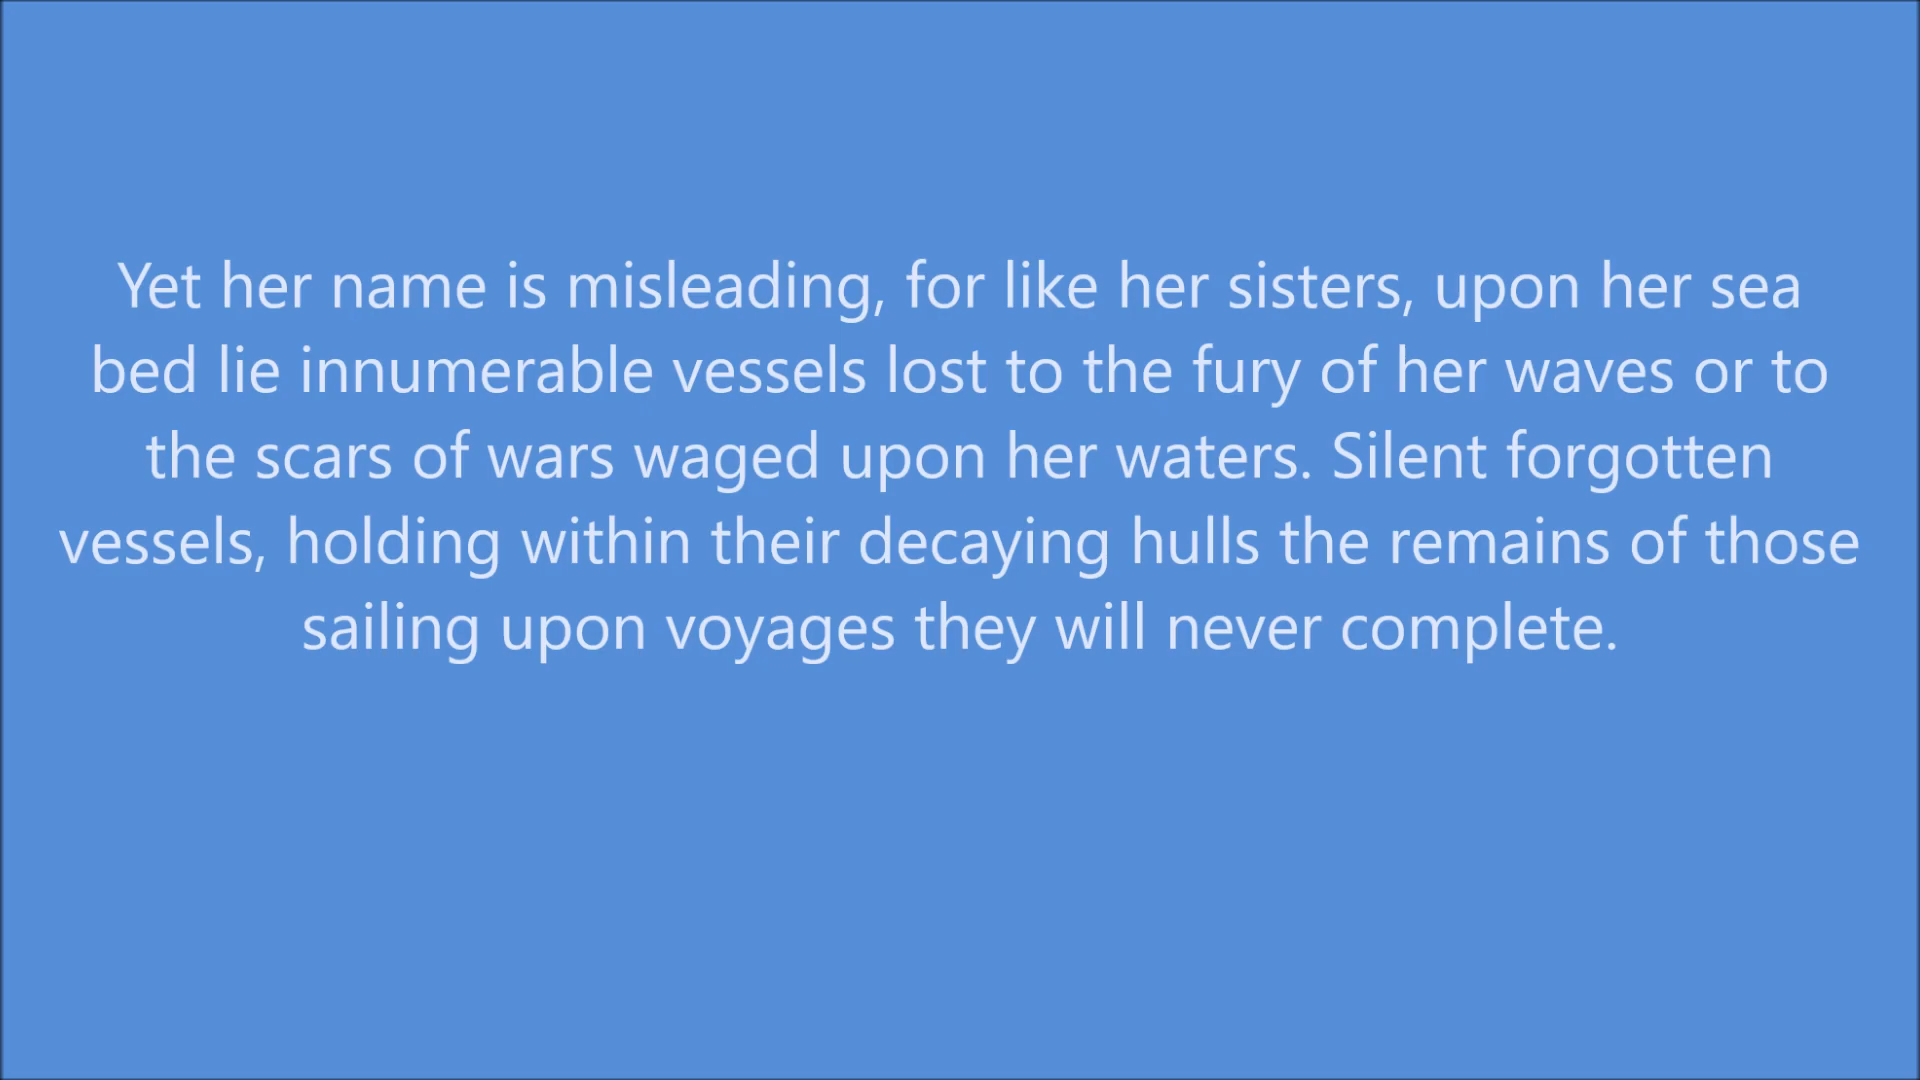 Yet her name is misleading, for like her sisters, upon her sea
bed lie innumerable vessels lost to the fury of her waves or to
the scars of wars waged upon her waters. Silent forgotten
vessels, holding within their decaying hulls the remains of those
sailing upon voyages they will never complete.